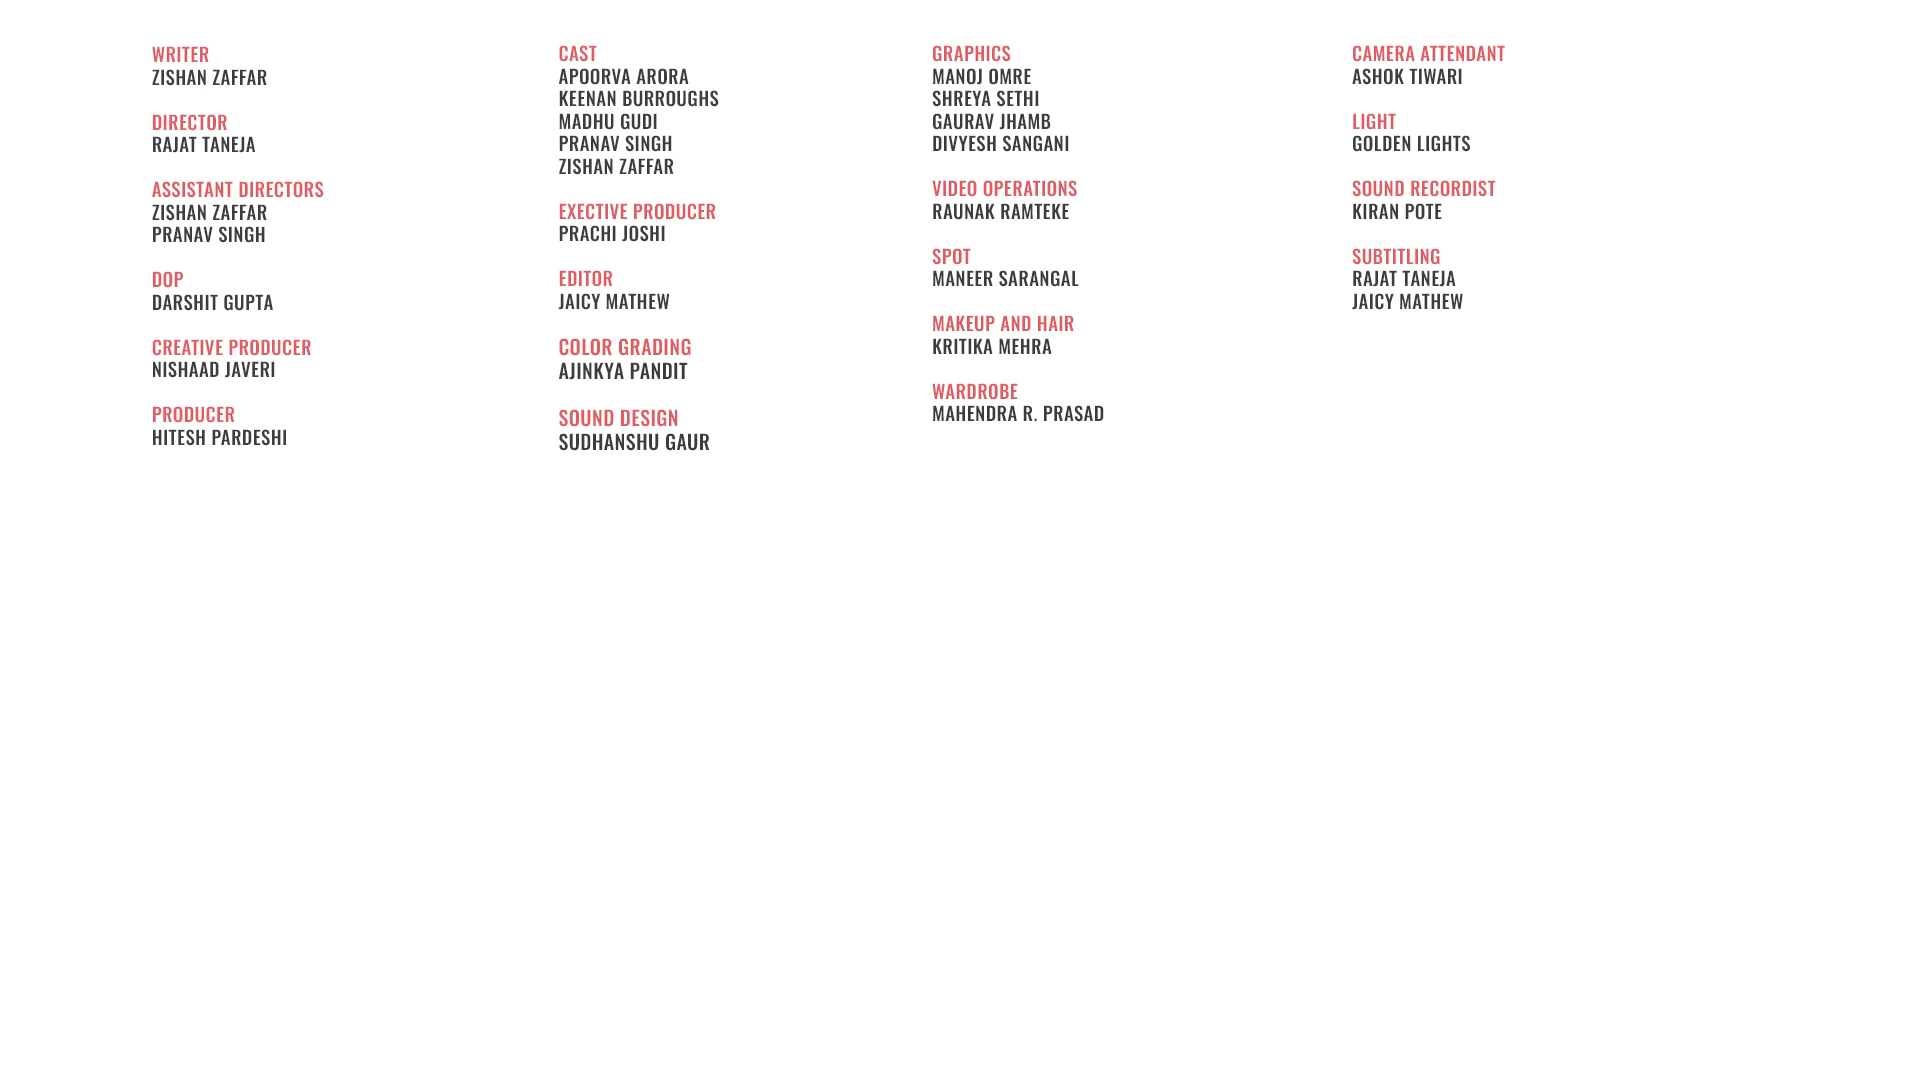 WRITER
ZISHAN ZAFFAR
DIRECTOR
RAJAT TANEJA
ASSISTANT DIRECTORS
ZISHAN ZAFFAR
PRANAV SINGH
DOP
DARSHIT GUPTA
CREATIVE PRODUCER
NISHAAD JAVERI
PRODUCER
HITESH PARDESHI
CAST
APOORVA ARORA
KEENAN BURROUGHS
MADHU GUDI
PRANAV SINGH
ZISHAN ZAFFAR
EXECTIVE PRODUCER
PRACHI JOSHI
EDITOR
JAICY MATHEW
COLOR GRADING
AJINKYA PANDIT
SOUND DESIGN
SUDHANSHU GAUR
GRAPHICS
MANOJ OMRE
SHREYA SETHI
GAURAV JHAMB
DIVYESH SANGANI
VIDEO OPERATIONS
RAUNAK RAMTEKE
SPOT
MANEER SARANGAL
MAKEUP AND HAIR
KRITIKA MEHRA
WARDROBE
MAHENDRA R. PRASAD
CAMERA ATTENDANT
ASHOK TIWARI
LIGHT
GOLDEN LIGHTS
SOUND RECORDIST
KIRAN POTE
SUBTITLING
RAJAT TANEJA
JAICY MATHEW